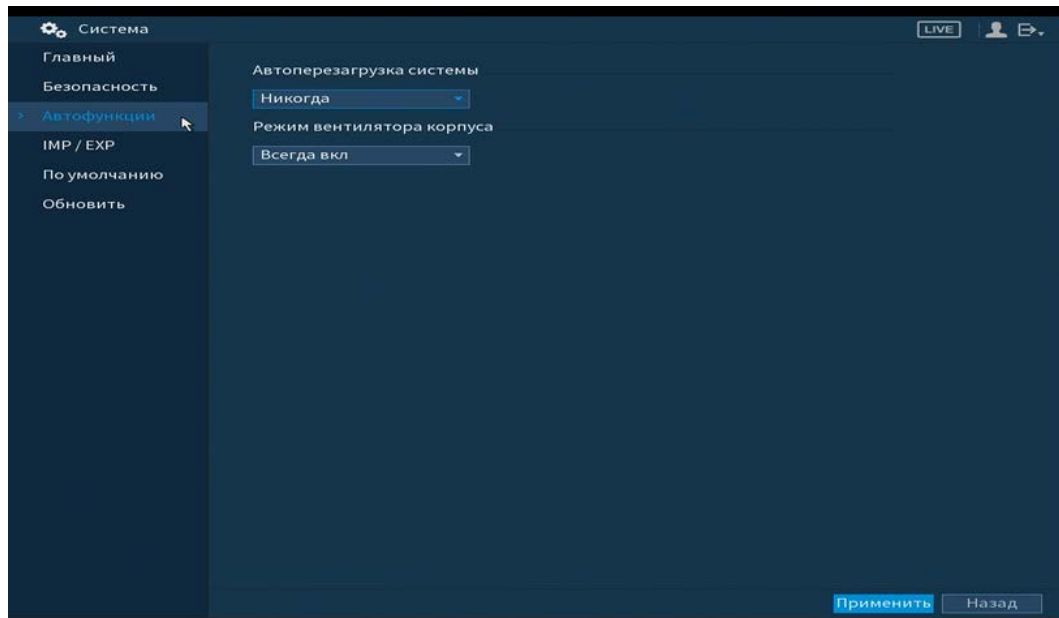 Система
LIVE
Главный
Безопасность
Автофункции
IMP / EXP
По умолчанию
Обновить
Автоперезагрузка системы
Никогда
Режим вентилятора корпуса
Всегда вкл
Применить
Назад